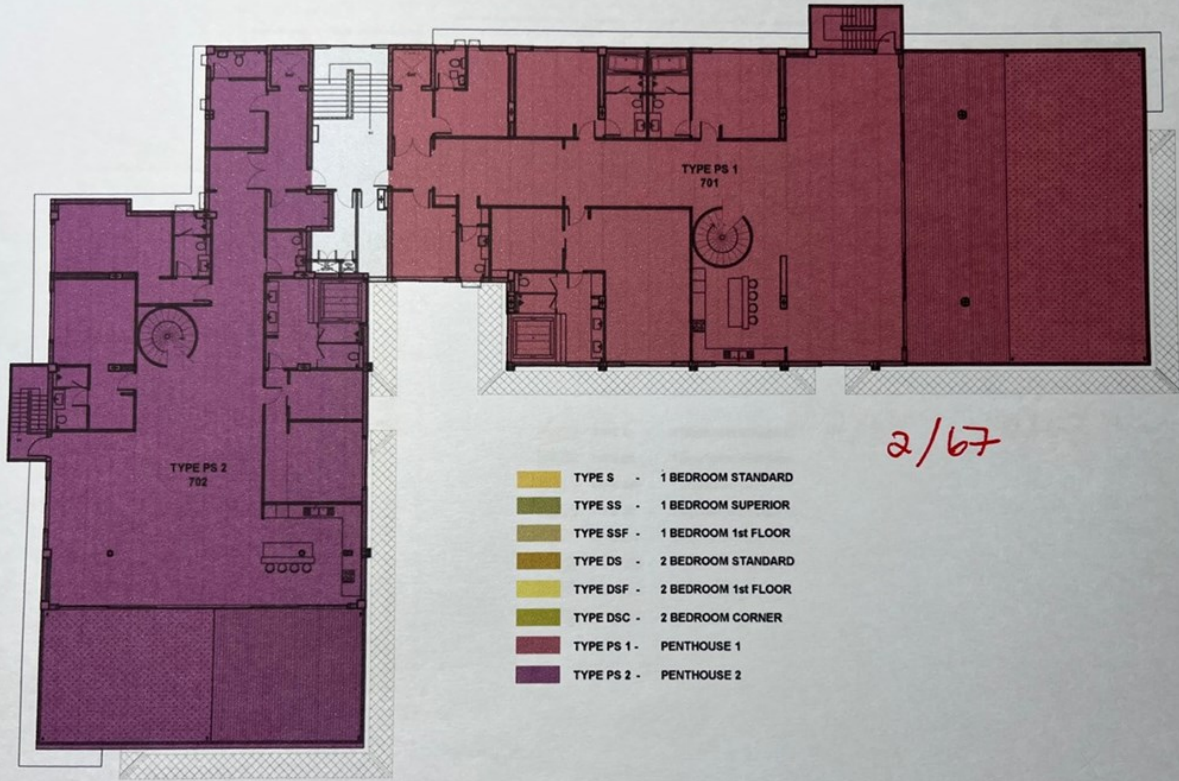 TYPE PS 1
701
TYPE PS 2
702
2/67
TYPE S - 1 BEDROOM STANDARD
TYPE SS - 1 BEDROOM SUPERIOR
TYPE SSF - 1 BEDROOM 1st FLOOR
TYPE DS - 2 BEDROOM STANDARD
TYPE DSF - 2 BEDROOM 1st FLOOR
TYPE DSC - 2 BEDROOM CORNER
TYPE PS 1 - PENTHOUSE 1
TYPE PS 2 - PENTHOUSE 2